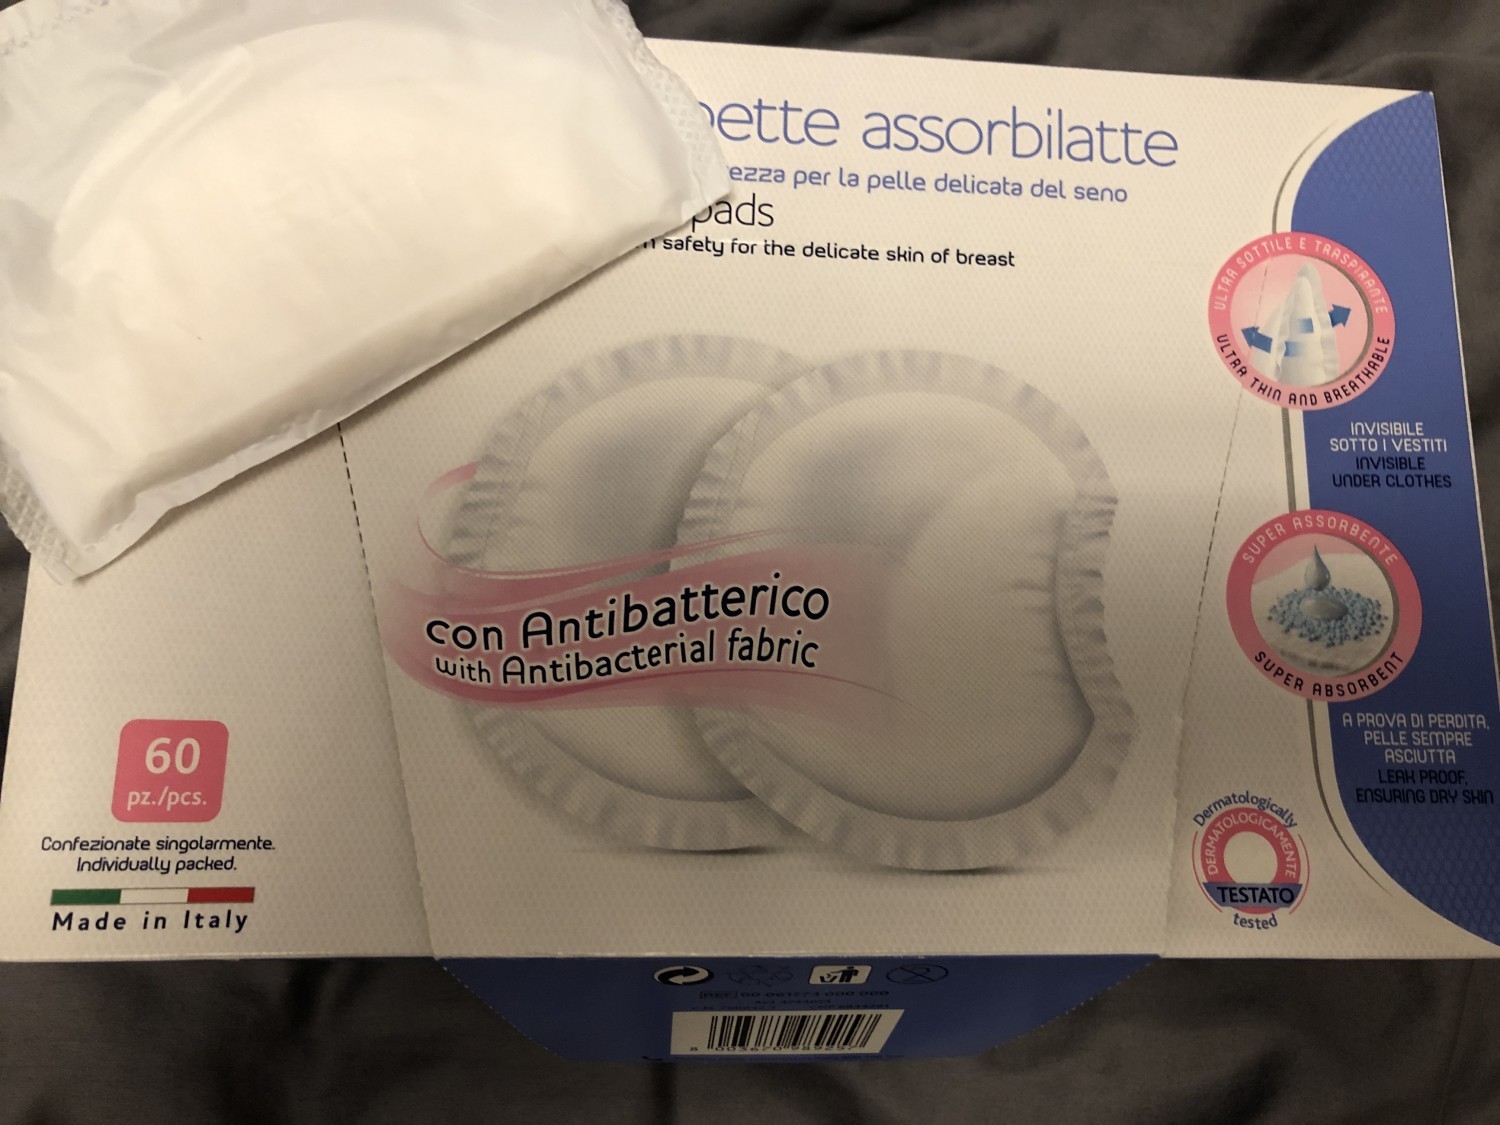 assorbilatte
per la pelle delicata del seno
pads
safety for the delicate skin of breast
ULTRA SOTTILE E TRASPIRANTE
ULTRA THIN AND BREATHABLE
INVISIBILE
SOTTO I VESTITI
INVISIBLE
UNDER CLOTHES
SUPER ASSORBENTE
SUPER ABSORBENT
A PROVA DI PERDITA,
PELLE SEMPRE
ASCIUTTA
LEAK PROOF,
ENSURING DRY SKIN
con Antibatterico
with Antibacterial fabric
60
pz./pcs.
Confezionate singolarmente.
Individually packed.
Made in Italy
Dermatologically
DERMATOLOGICAMENTE
TESTATO
tested